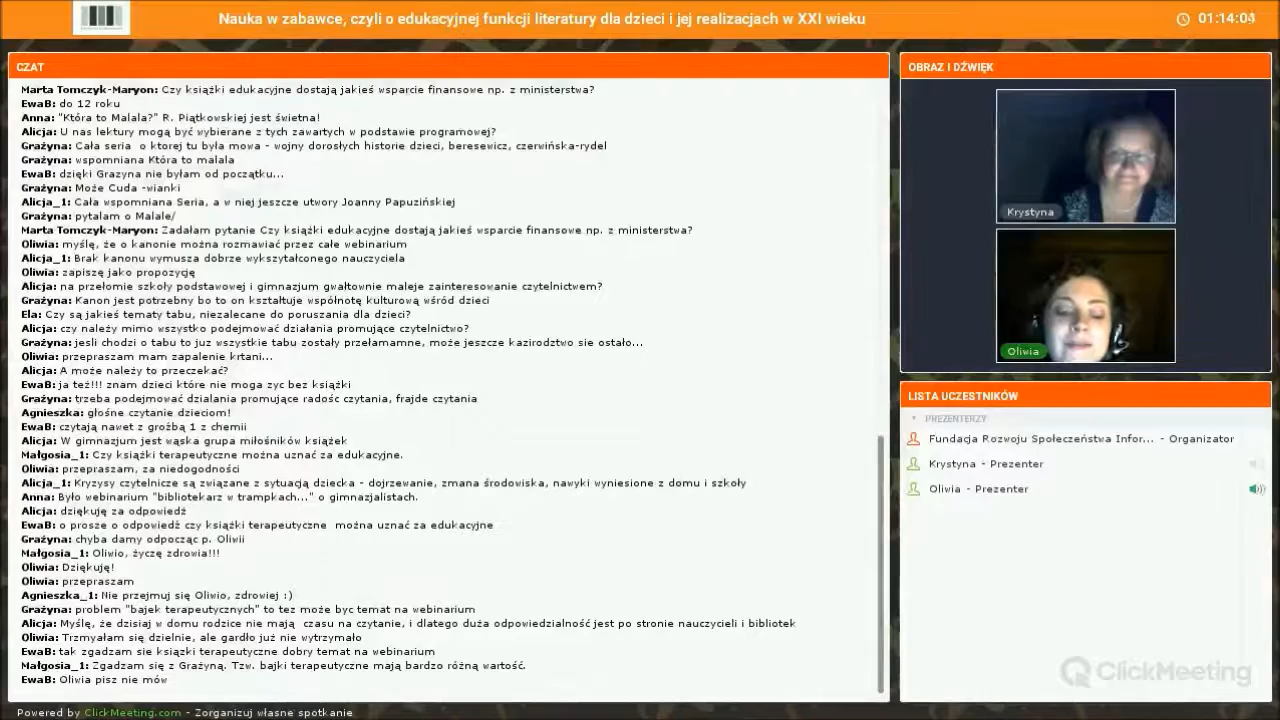 Nauka w zabawce, czyli o edukacyjnej funkcji literatury dla dzieci i jej realizacjach w XXI wieku
01:14:04
CZAT
Marta Tomczyk-Maryon: Czy książki edukacyjne dostają jakieś wsparcie finansowe np. z ministerstwa?
EwaB: do 12 roku
Anna: "Która to Malala?" R. Piątkowskiej jest świetna!
Alicja: U nas lektury mogą być wybierane z tych zawartych w podstawie programowej?
Grażyna: Cała seria o ktorej tu była mowa - wojny dorosłych historie dzieci, beresewicz, czerwińska-rydel
Grażyna: wspomniana Która to malala
EwaB: dzięki Grazyna nie byłam od początku...
Grażyna: Może Cuda -wianki
Alicja_1: Cała wspomniana Seria, a w niej jeszcze utwory Joanny Papuzińskiej
Grażyna: pytalam o Malale/
Marta Tomczyk-Maryon: Zadałam pytanie Czy książki edukacyjne dostają jakieś wsparcie finansowe np. z ministerstwa?
Oliwia: myślę, że o kanonie można rozmawiać przez całe webinarium
Alicja_1: Brak kanonu wymusza dobrze wykształconego nauczyciela
Oliwia: zapiszę jako propozycję
Alicja: na przełomie szkoły podstawowej i gimnazjum gwałtownie maleje zainteresowanie czytelnictwem?
Grażyna: Kanon jest potrzebny bo to on kształtuje wspólnotę kulturową wśród dzieci
Ela: Czy są jakieś tematy tabu, niezalecane do poruszania dla dzieci?
Alicja: czy należy mimo wszystko podejmować działania promujące czytelnictwo?
Grażyna: jesli chodzi o tabu to juz wszystkie tabu zostały przełamamne, może jeszcze kazirodztwo sie ostało...
Oliwia: przepraszam mam zapalenie krtani...
Alicja: A może należy to przeczekać?
EwaB: ja też!!! znam dzieci które nie moga zyc bez książki
Grażyna: trzeba podejmować dzialania promujące radośc czytania, frajde czytania
Agnieszka: głośne czytanie dzieciom!
EwaB: czytają nawet z groźbą 1 z chemii
Alicja: W gimnazjum jest wąska grupa miłośników książek
Małgosia_1: Czy książki terapeutyczne można uznać za edukacyjne.
Oliwia: przepraszam, za niedogodności
Alicja_1: Kryzysy czytelnicze są związane z sytuacją dziecka - dojrzewanie, zmana środowiska, nawyki wyniesione z domu i szkoły
Anna: Było webinarium "bibliotekarz w trampkach..." o gimnazjalistach.
Alicja: dziękuję za odpowiedź
EwaB: o prosze o odpowiedź czy książki terapeutyczne można uznać za edukacyjne
Grażyna: chyba damy odpocząc p. Oliwii
Małgosia_1: Oliwio, życzę zdrowia!!!
Oliwia: Dziękuję!
Oliwia: przepraszam
Agnieszka_1: Nie przejmuj się Oliwio, zdrowiej :)
Grażyna: problem "bajek terapeutycznych" to tez może byc temat na webinarium
Alicja: Myślę, że dzisiaj w domu rodzice nie mają czasu na czytanie, i dlatego duża odpowiedzialność jest po stronie nauczycieli i bibliotek
Oliwia: Trzmyałam się dzielnie, ale gardło już nie wytrzymało
EwaB: tak zgadzam sie ksiązki terapeutyczne dobry temat na webinarium
Małgosia_1: Zgadzam się z Grażyną. Tzw. bajki terapeutyczne mają bardzo różną wartość.
EwaB: Oliwia pisz nie mów
OBRAZ I DŹWIĘK
Krystyna
Oliwia
LISTA UCZESTNIKÓW
PREZENTERZY
Fundacja Rozwoju Społeczeństwa Infor... - Organizator
Krystyna - Prezenter
Oliwia - Prezenter
ClickMeeting
Powered by ClickMeeting.com - Zorganizuj własne spotkanie